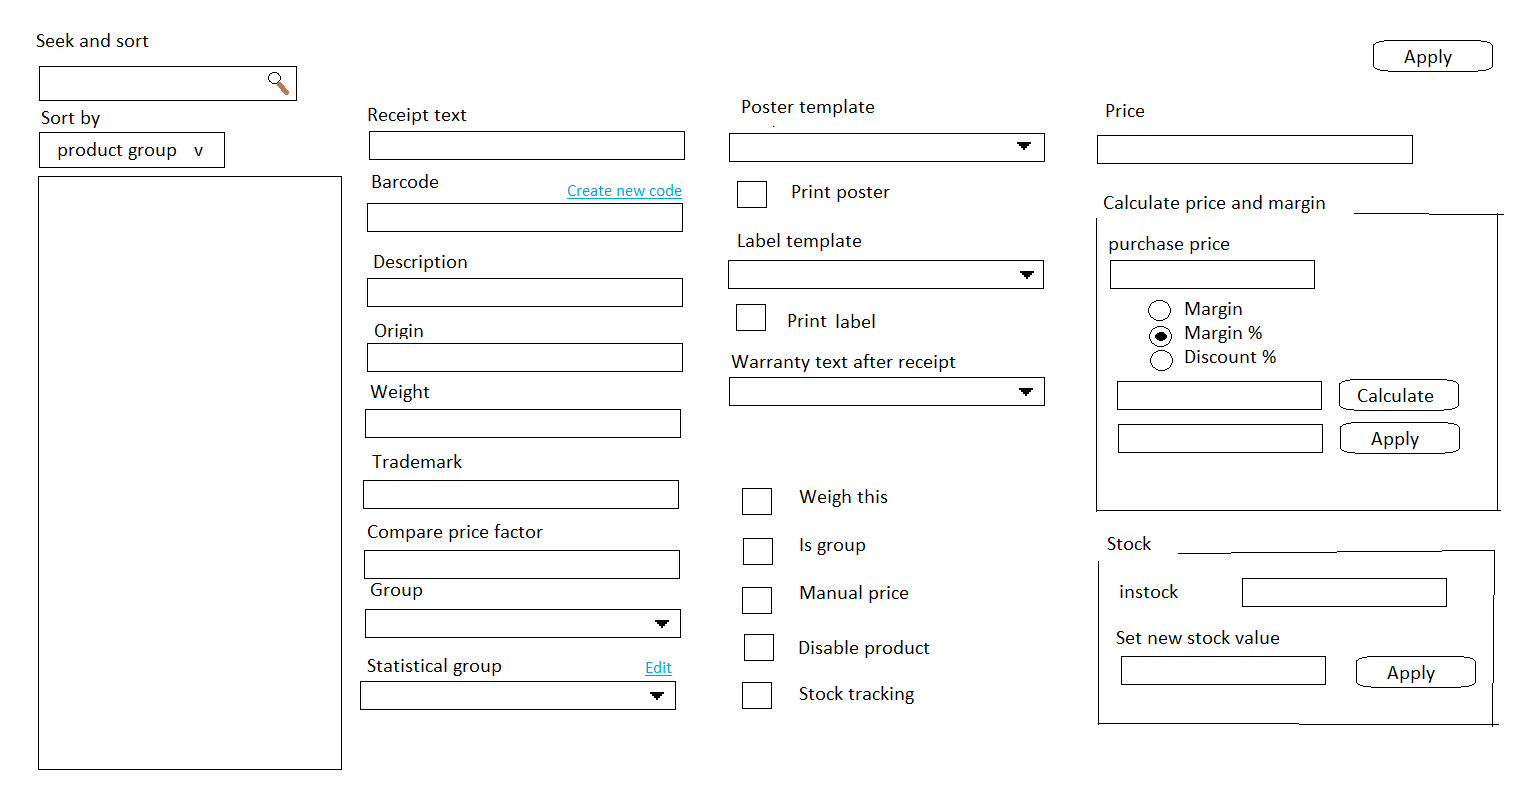 Seek and sort
Sort by
product group v
Receipt text
Barcode
Create new code
Description
Origin
Weight
Trademark
Compare price factor
Group
Statistical group
Edit
Poster template
Print poster
Label template
Print label
Warranty text after receipt
Weigh this
Is group
Manual price
Disable product
Stock tracking
Apply
Price
Calculate price and margin
purchase price
Margin
Margin %
Discount %
Calculate
Apply
Stock
instock
Set new stock value
Apply